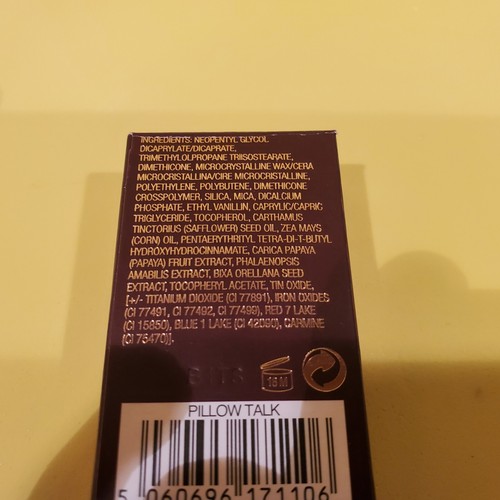 INGREDIENTS: NEOPENTYL GLYCOL
DICAPRYLATE/DICAPRATE,
TRIMETHYLOLPROPANE TRIISOSTEARATE,
DIMETHICONE, MICROCRYSTALLINE WAX/CERA
MICROCRISTALLINA/CIRE MICROCRISTALLINE,
POLYETHYLENE, POLYBUTENE, DIMETHICONE
CROSSPOLYMER, SILICA, MICA, DICALCIUM
PHOSPHATE, ETHYL VANILLIN, CAPRYLIC/CAPRIC
TRIGLYCERIDE, TOCOPHEROL, CARTHAMUS
TINCTORIUS (SAFFLOWER) SEED OIL, ZEA MAYS
(CORN) OIL, PENTAERYTHRITYL TETRA-DI-T-BUTYL
HYDROXYHYDROCINNAMATE, CARICA PAPAYA
(PAPAYA) FRUIT EXTRACT, PHALAENOPSIS
AMABILIS EXTRACT, BIXA ORELLANA SEED
EXTRACT, TOCOPHERYL ACETATE, TIN OXIDE,
[+/- TITANIUM DIOXIDE (CI 77891), IRON OXIDES
(CI 77491, CI 77492, CI 77499), RED 7 LAKE
(CI 15850), BLUE 1 LAKE (CI 42090), CARMINE
(CI 75470)].
PILLOW TALK
5 060696 171106